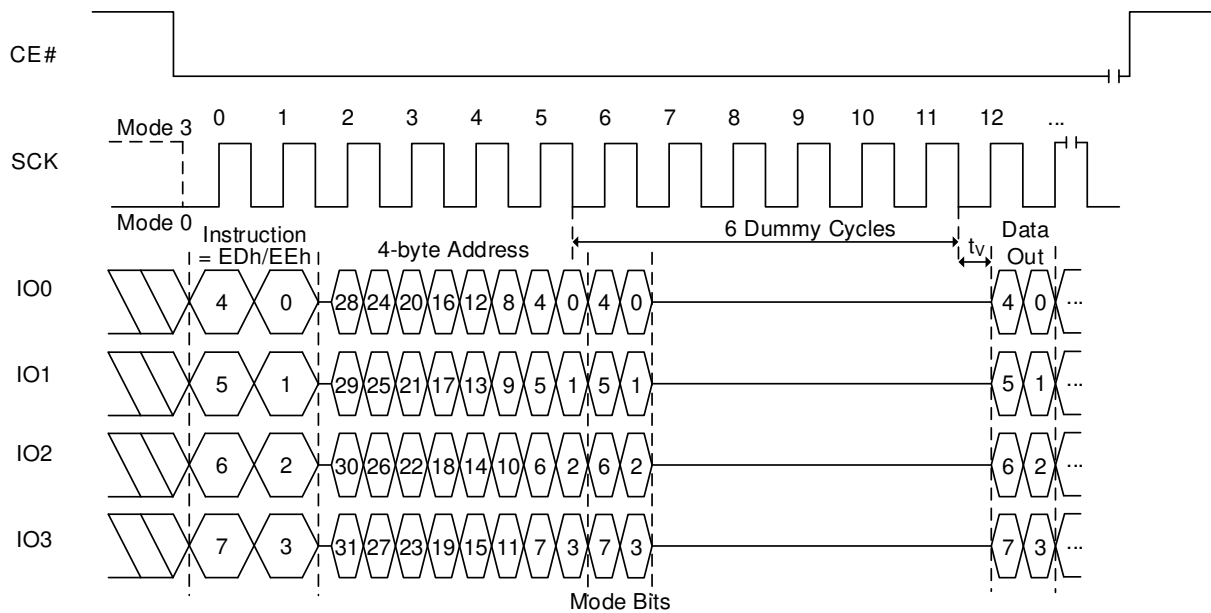 CE#
Mode 3
0 1 2 3 4 5 6 7 8 9 10 11 12 ...
SCK
Mode 0
Instruction
= EDh/EEh
4-byte Address
6 Dummy Cycles
tV
Data
Out
IO0 4 0 28 24 20 16 12 8 4 0 4 0 4 0 ...
IO1 5 1 29 25 21 17 13 9 5 1 5 1 5 1 ...
IO2 6 2 30 26 22 18 14 10 6 2 6 2 6 2 ...
IO3 7 3 31 27 23 19 15 11 7 3 7 3 7 3 ...
Mode Bits